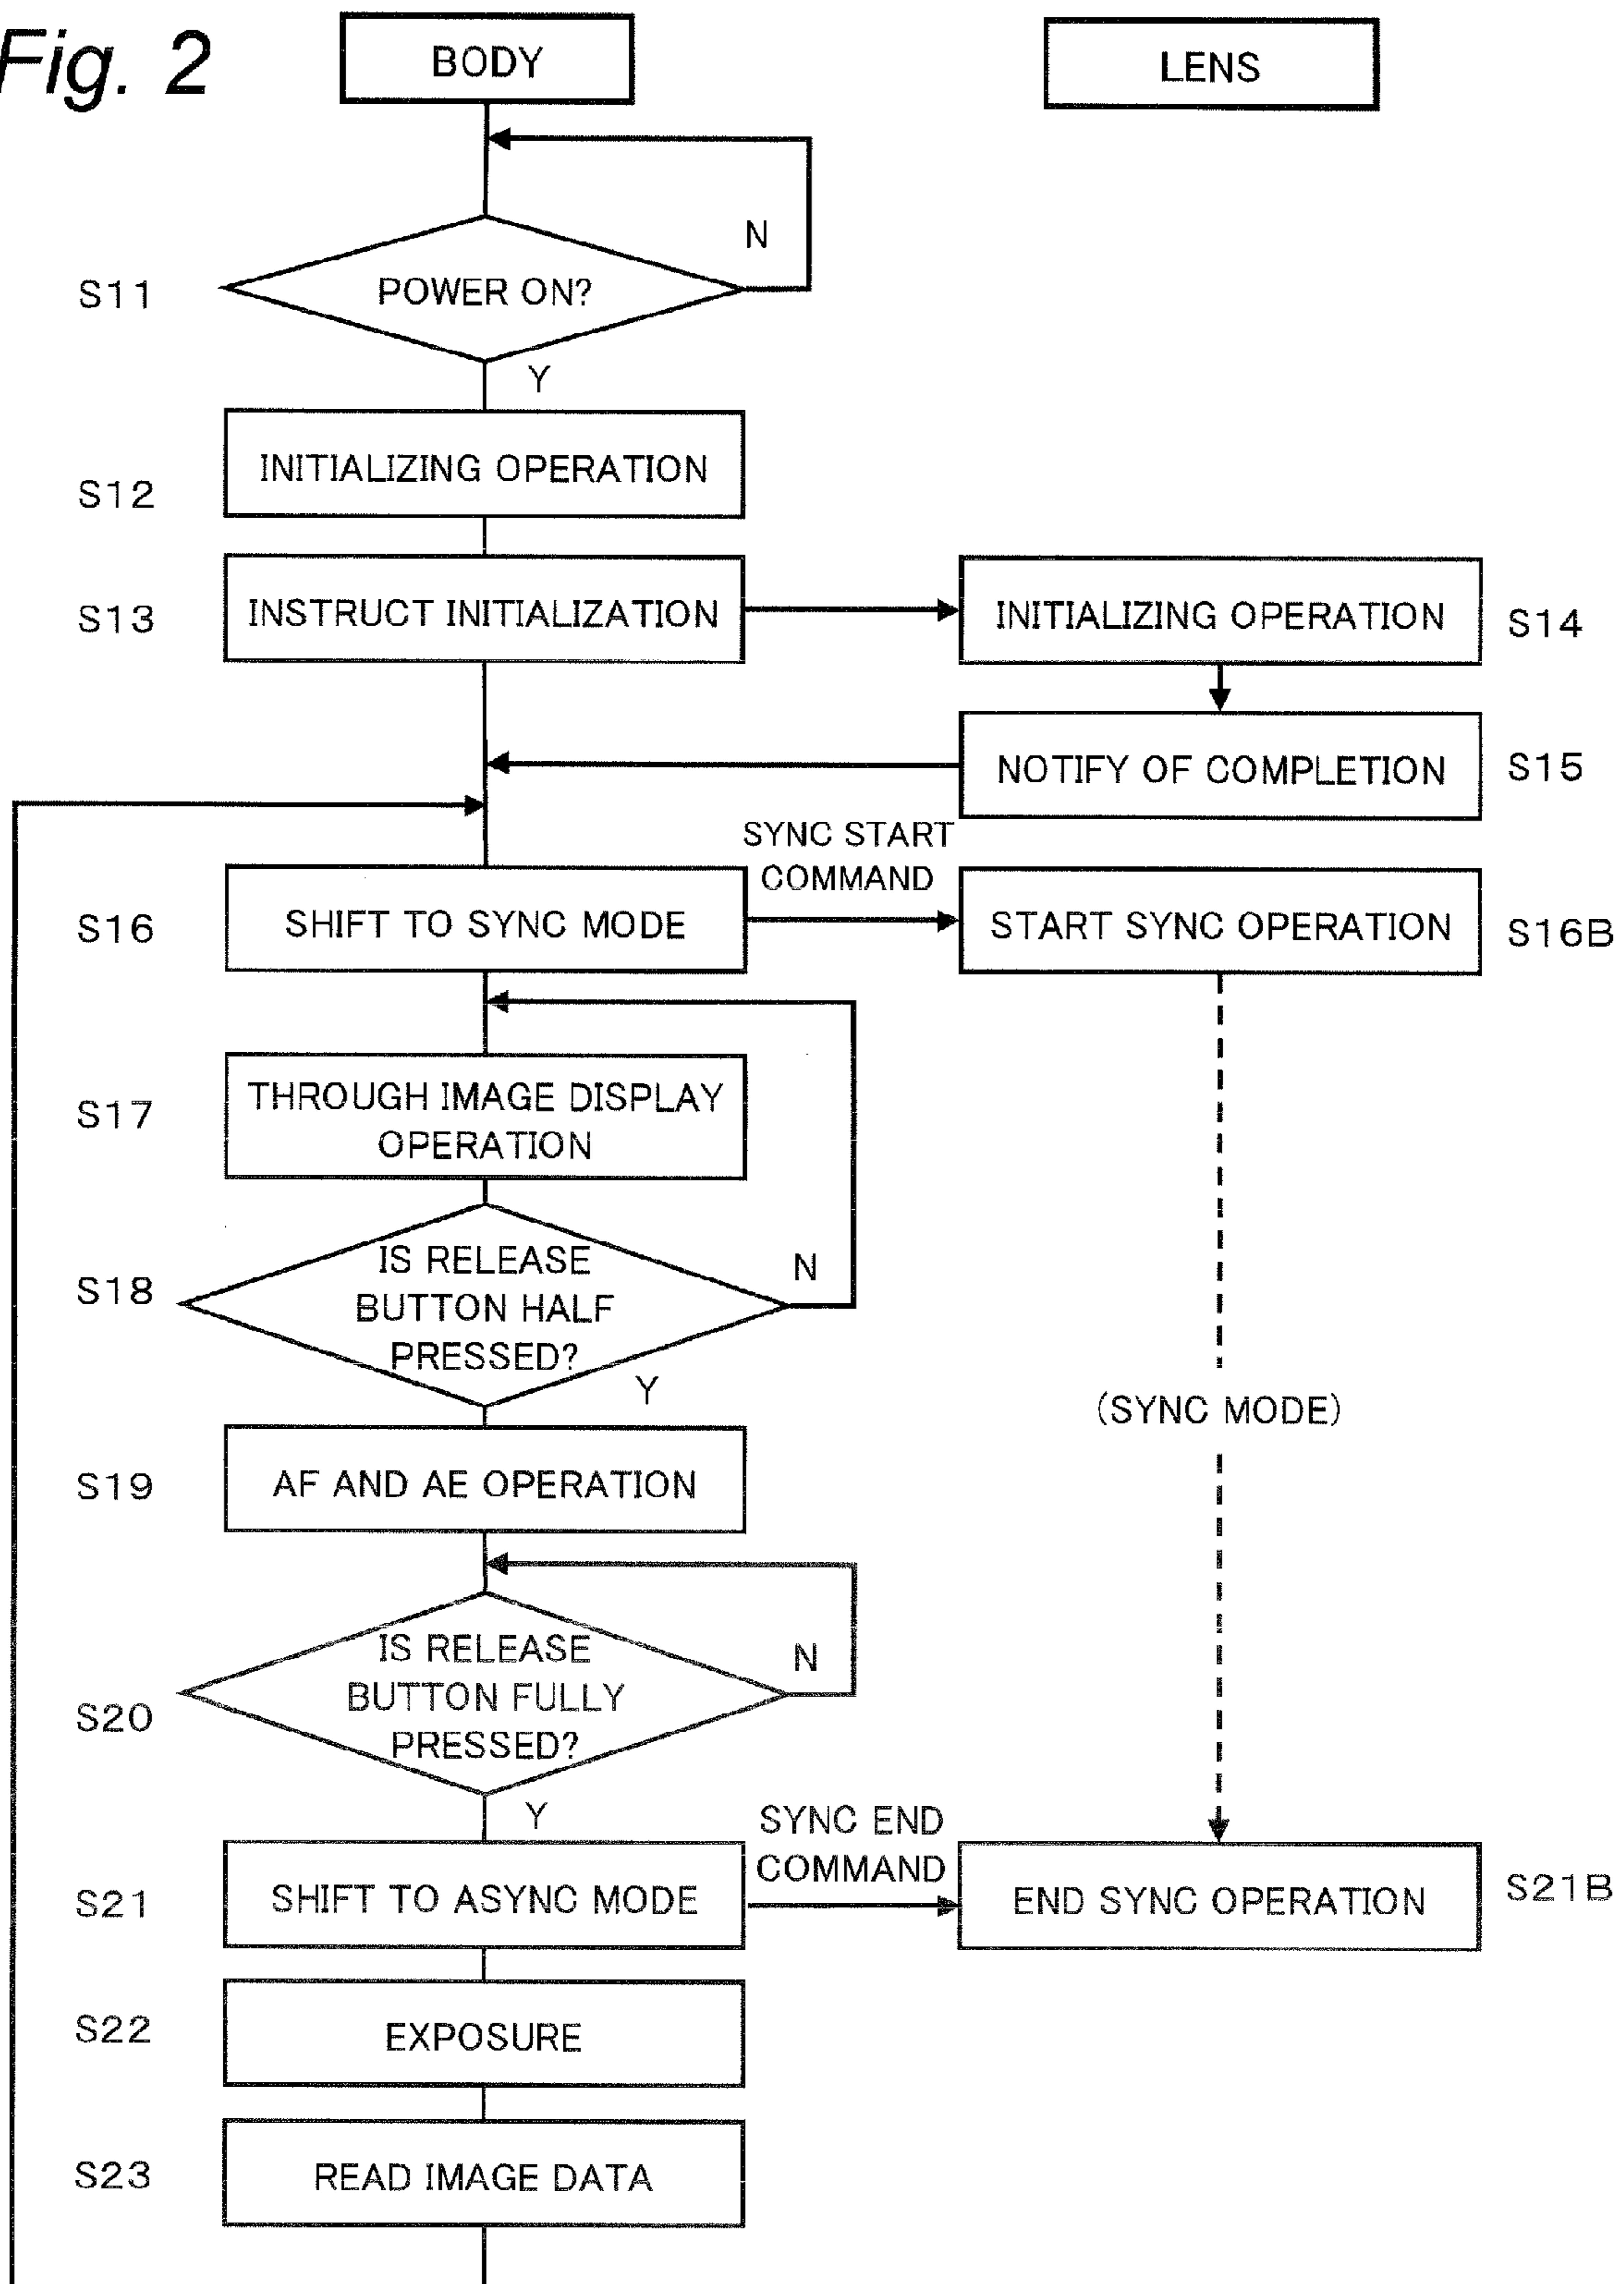 Fig. 2
BODY
LENS
N
S11
POWER ON?
Y
INITIALIZING OPERATION
S12
S13
INSTRUCT INITIALIZATION
INITIALIZING OPERATION
S14
NOTIFY OF COMPLETION
S15
SYNC START
COMMAND
S16
SHIFT TO SYNC MODE
START SYNC OPERATION
S16B
S17
THROUGH IMAGE DISPLAY
OPERATION
S18
IS RELEASE
BUTTON HALF
PRESSED?
N
Y
(SYNC MODE)
S19
AF AND AE OPERATION
S20
IS RELEASE
BUTTON FULLY
PRESSED?
N
Y
SYNC END
COMMAND
S21
SHIFT TO ASYNC MODE
END SYNC OPERATION
S21B
S22
EXPOSURE
S23
READ IMAGE DATA